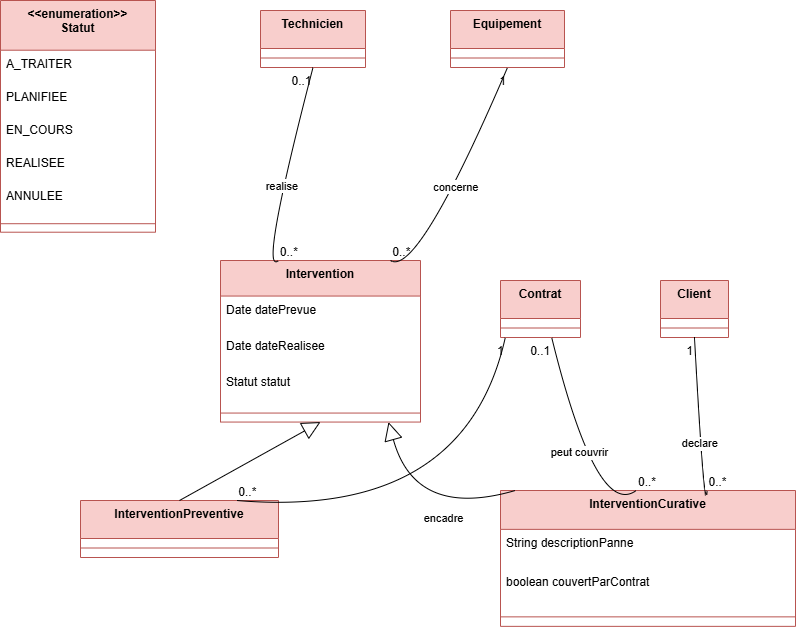 <<enumeration>>
Statut
A_TRAITER
PLANIFIEE
EN_COURS
REALISEE
ANNULEE
Technicien
Equipement
0..1
1
realise
concerne
0..*
0..*
Intervention
Date datePrevue
Date dateRealisee
Statut statut
Contrat
Client
1
0..1
1
peut couvrir
declare
0..*
0..*
0..*
encadre
InterventionPreventive
InterventionCurative
String descriptionPanne
boolean couvertParContrat